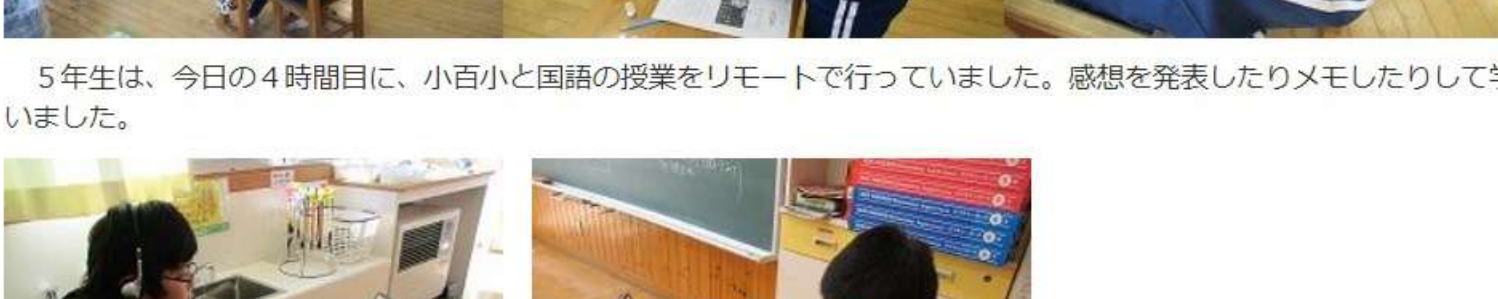 ５年生は、今日の４時間目に、小百小と国語の授業をリモートで行っていました。感想を発表したりメモしたりして
いました。